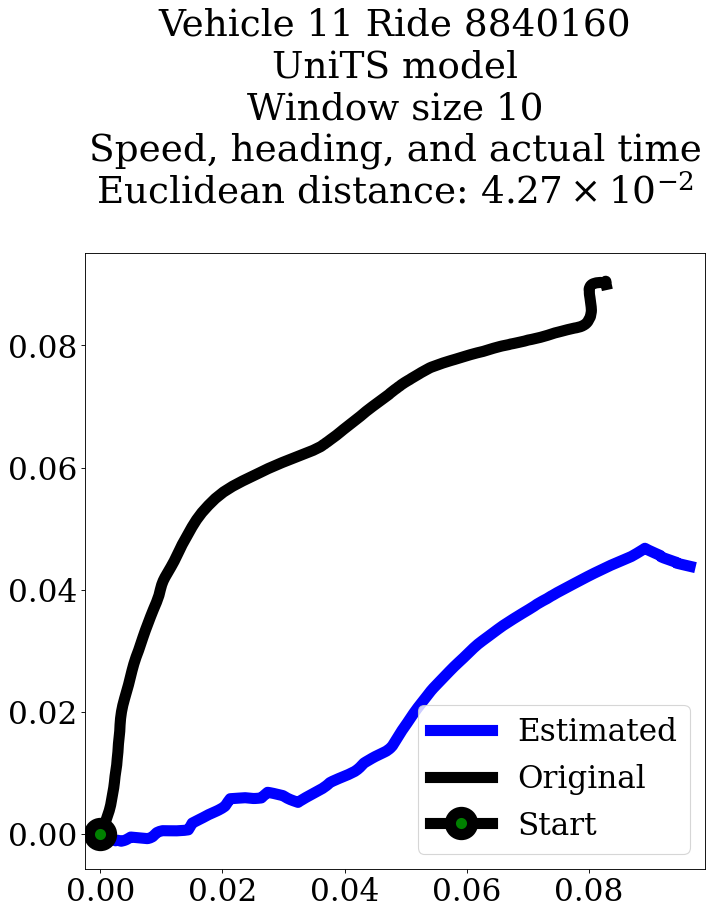 Vehicle 11 Ride 8840160
UniTS model
Window size 10
Speed, heading, and actual time
Euclidean distance: 4.27 × 10⁻²
0.08
0.06
0.04
0.02
0.00
Estimated
Original
Start
0.00 0.02 0.04 0.06 0.08